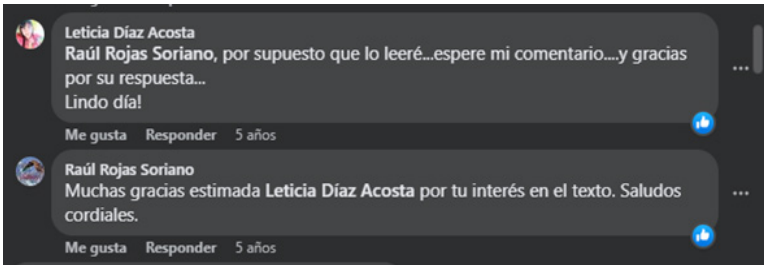 Leticia Díaz Acosta
Raúl Rojas Soriano, por supuesto que lo leeré...espere mi comentario....y gracias
por su respuesta...
Lindo día!
Me gusta Responder 5 años
Raúl Rojas Soriano
Muchas gracias estimada Leticia Díaz Acosta por tu interés en el texto. Saludos
cordiales.
Me gusta Responder 5 años